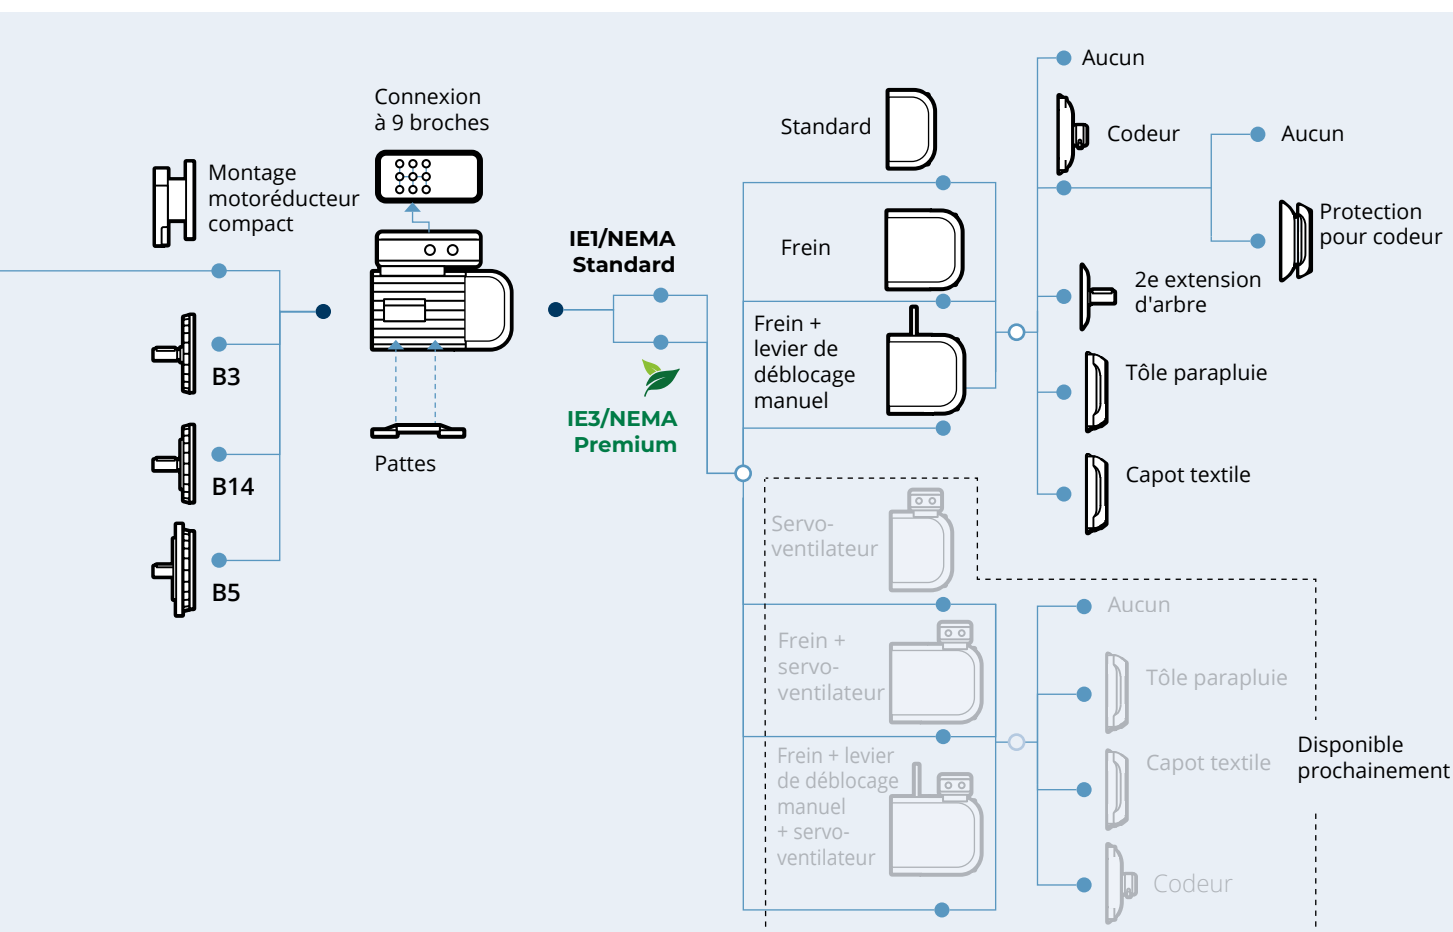 Montage
motoréducteur
compact
B3
B14
B5
Connexion
à 9 broches
Pattes
IE1/NEMA
Standard
IE3/NEMA
Premium
Standard
Frein
Frein +
levier de
déblocage
manuel
Aucun
Codeur
Aucun
Protection
pour codeur
2e extension
d'arbre
Tôle parapluie
Capot textile
Servo-
ventilateur
Frein +
servo-
ventilateur
Frein + levier
de déblocage
manuel
+ servo-
ventilateur
Aucun
Tôle parapluie
Capot textile
Codeur
Disponible
prochainement